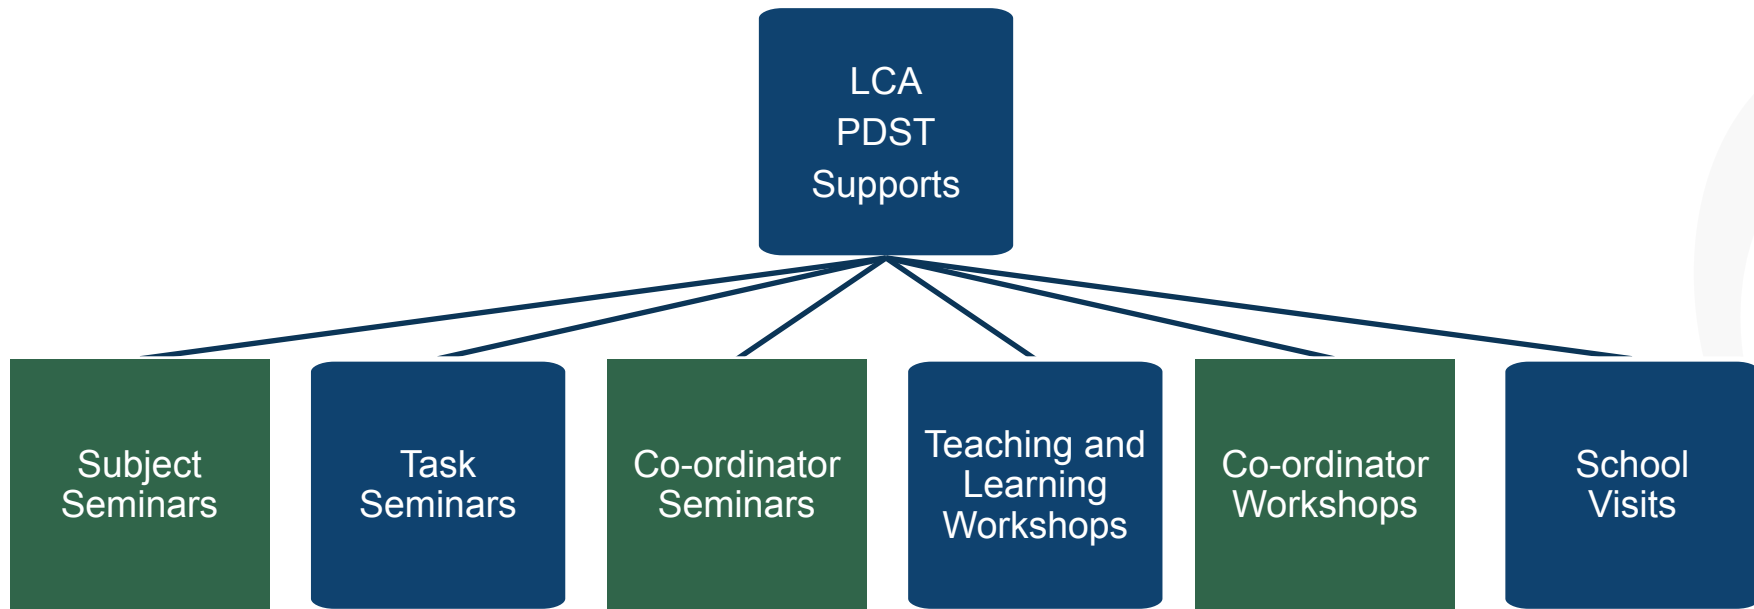 LCA
PDST
Supports
Subject
Seminars
Task
Seminars
Co-ordinator
Seminars
Teaching and
Learning
Workshops
Co-ordinator
Workshops
School
Visits